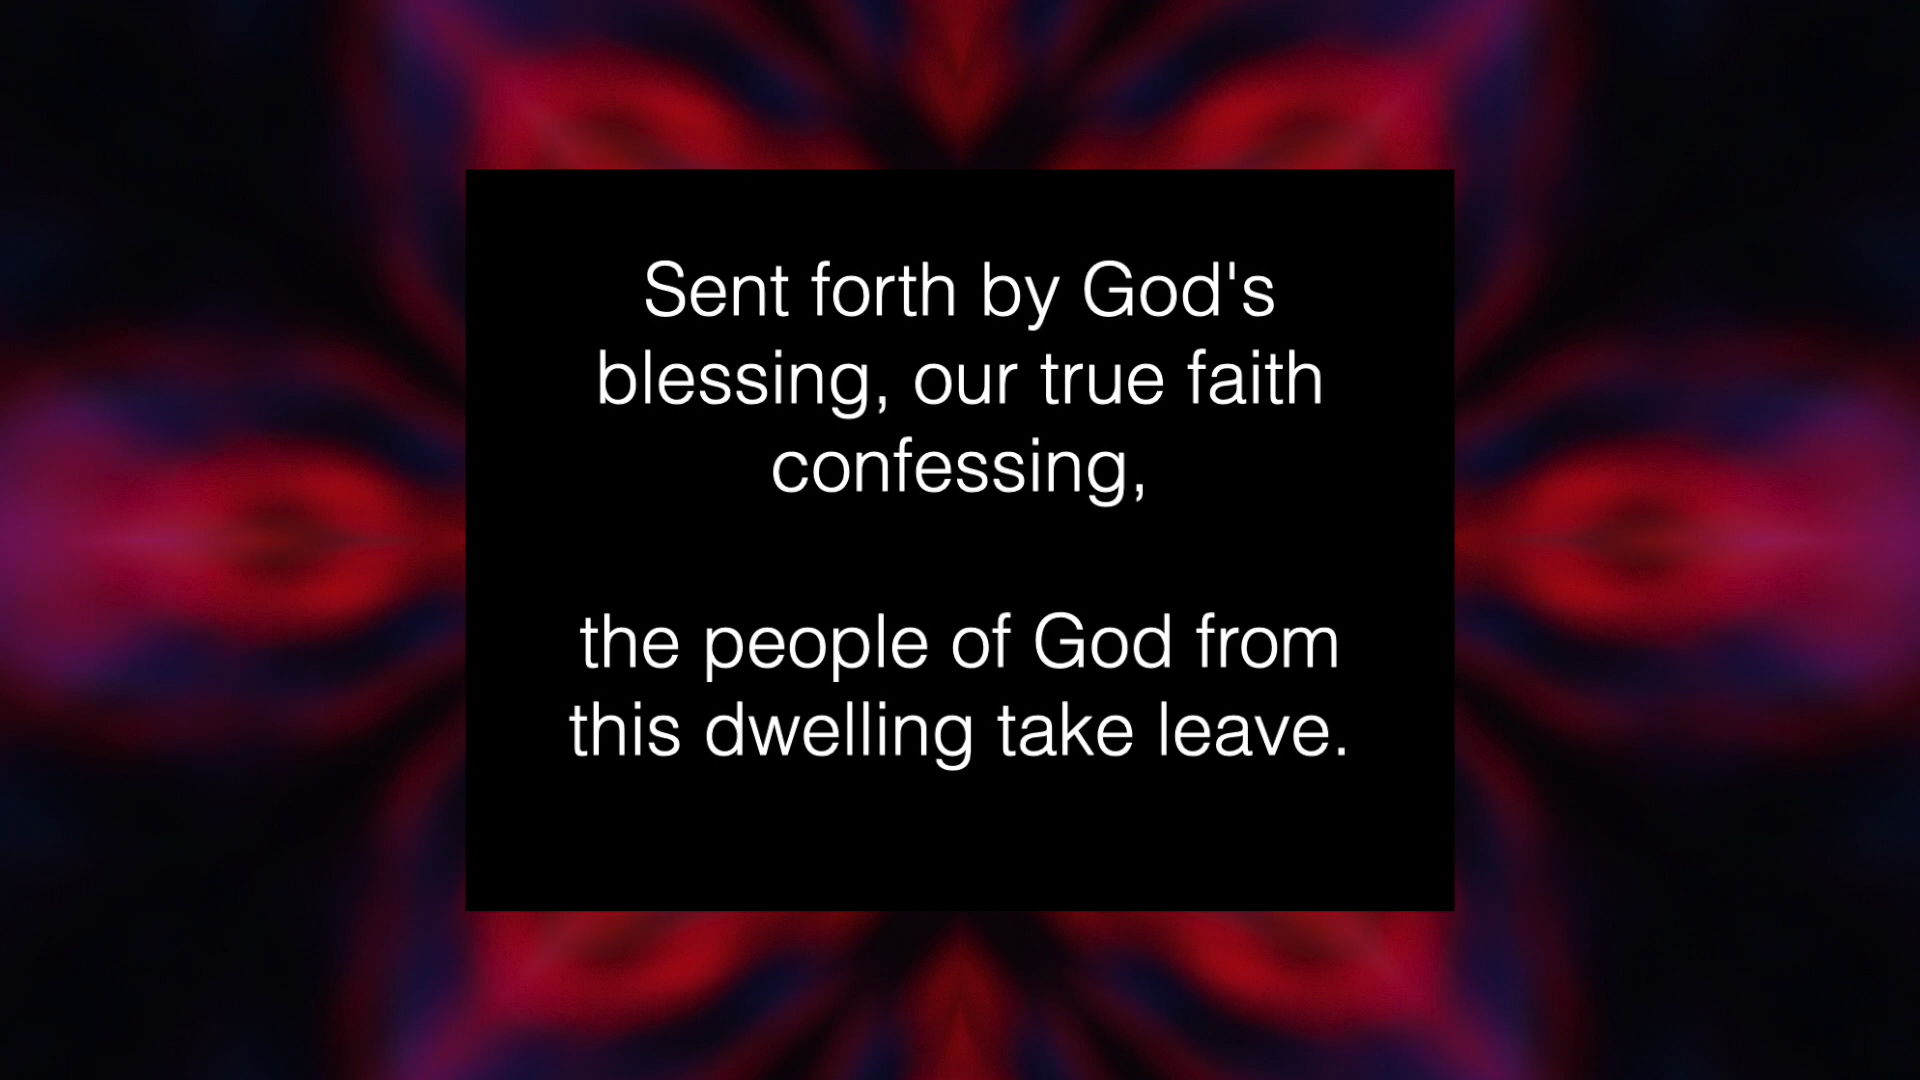 Sent forth by God's
blessing, our true faith
confessing,
the people of God from
this dwelling take leave.